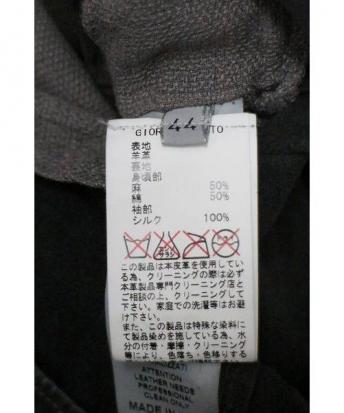 44
GIOR TO
表地
羊革
裏地
身頃部
麻 50%
綿 50%
袖部
シルク 100%
この製品は本皮革を使用してい
る為、クリーニングの際は必ず
本革製品専門クリーニング店と
ご相談の上、クリーニングして
下さい。家庭での洗濯等はお避
け下さい。
また、この製品は特殊な染料に
て製品染めを施している為、水
分の付着・摩擦・クリーニング
等により、色落ち・色移りする
ATTENTION
LEATHER NEEDS
PROFESSIONAL
CLEAN ONLY
MADE IN